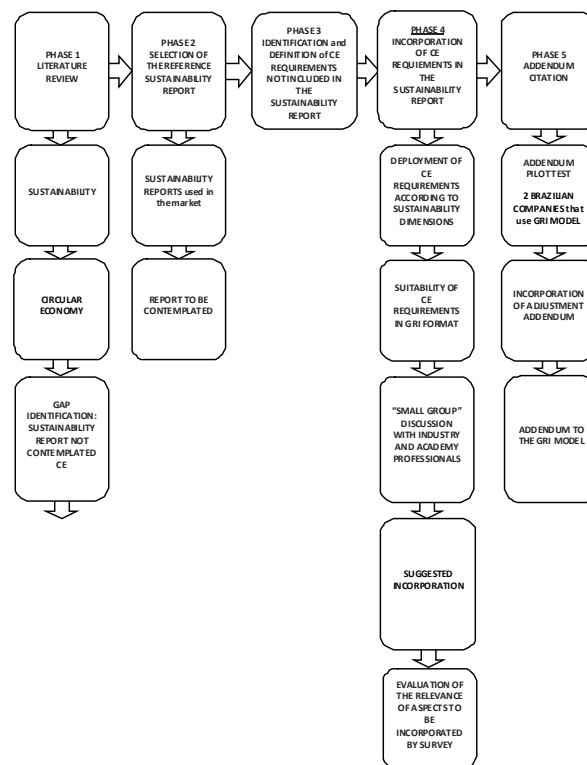 PHASE 1
LITERATURE
REVIEW
SUSTAINABILITY
CIRCULAR
ECONOMY
GAP
IDENTIFICATION:
SUSTAINABILITY
REPORT NOT
CONTEMPLATED
CE
PHASE 2
SELECTION OF
THE REFERENCE
SUSTAINABILITY
REPORT
SUSTAINABILITY
REPORTS used in
the market
REPORT TO BE
CONTEMPLATED
PHASE 3
IDENTIFICATION and
DEFINITION of CE
REQUIREMENTS
NOT INCLUDED IN
THE
SUSTAINABILITY
REPORT
PHASE 4
INCORPORATION
OF CE
REQUIEMENTS IN
THE
SUSTAINABILITY
REPORT
DEPLOYMENT OF
CE
REQUIREMENTS
ACCORDING TO
SUSTAINABILITY
DIMENSIONS
SUITABILITY OF
CE
REQUIREMENTS
IN GRI FORMAT
"SMALL GROUP"
DISCUSSION
WITH INDUSTRY
AND ACADEMY
PROFESSIONALS
SUGGESTED
INCORPORATION
EVALUATION OF
THE RELEVANCE
OF ASPECTS TO
BE
INCORPORATED
BY SURVEY
PHASE 5
ADDENDUM
CITATION
ADDENDUM
PILOT TEST
2 BRAZILIAN
COMPANIES that
use GRI MODEL
INCORPORATION
OF ADJUSTMENT
ADDENDUM
ADDENDUM TO
THE GRI MODEL